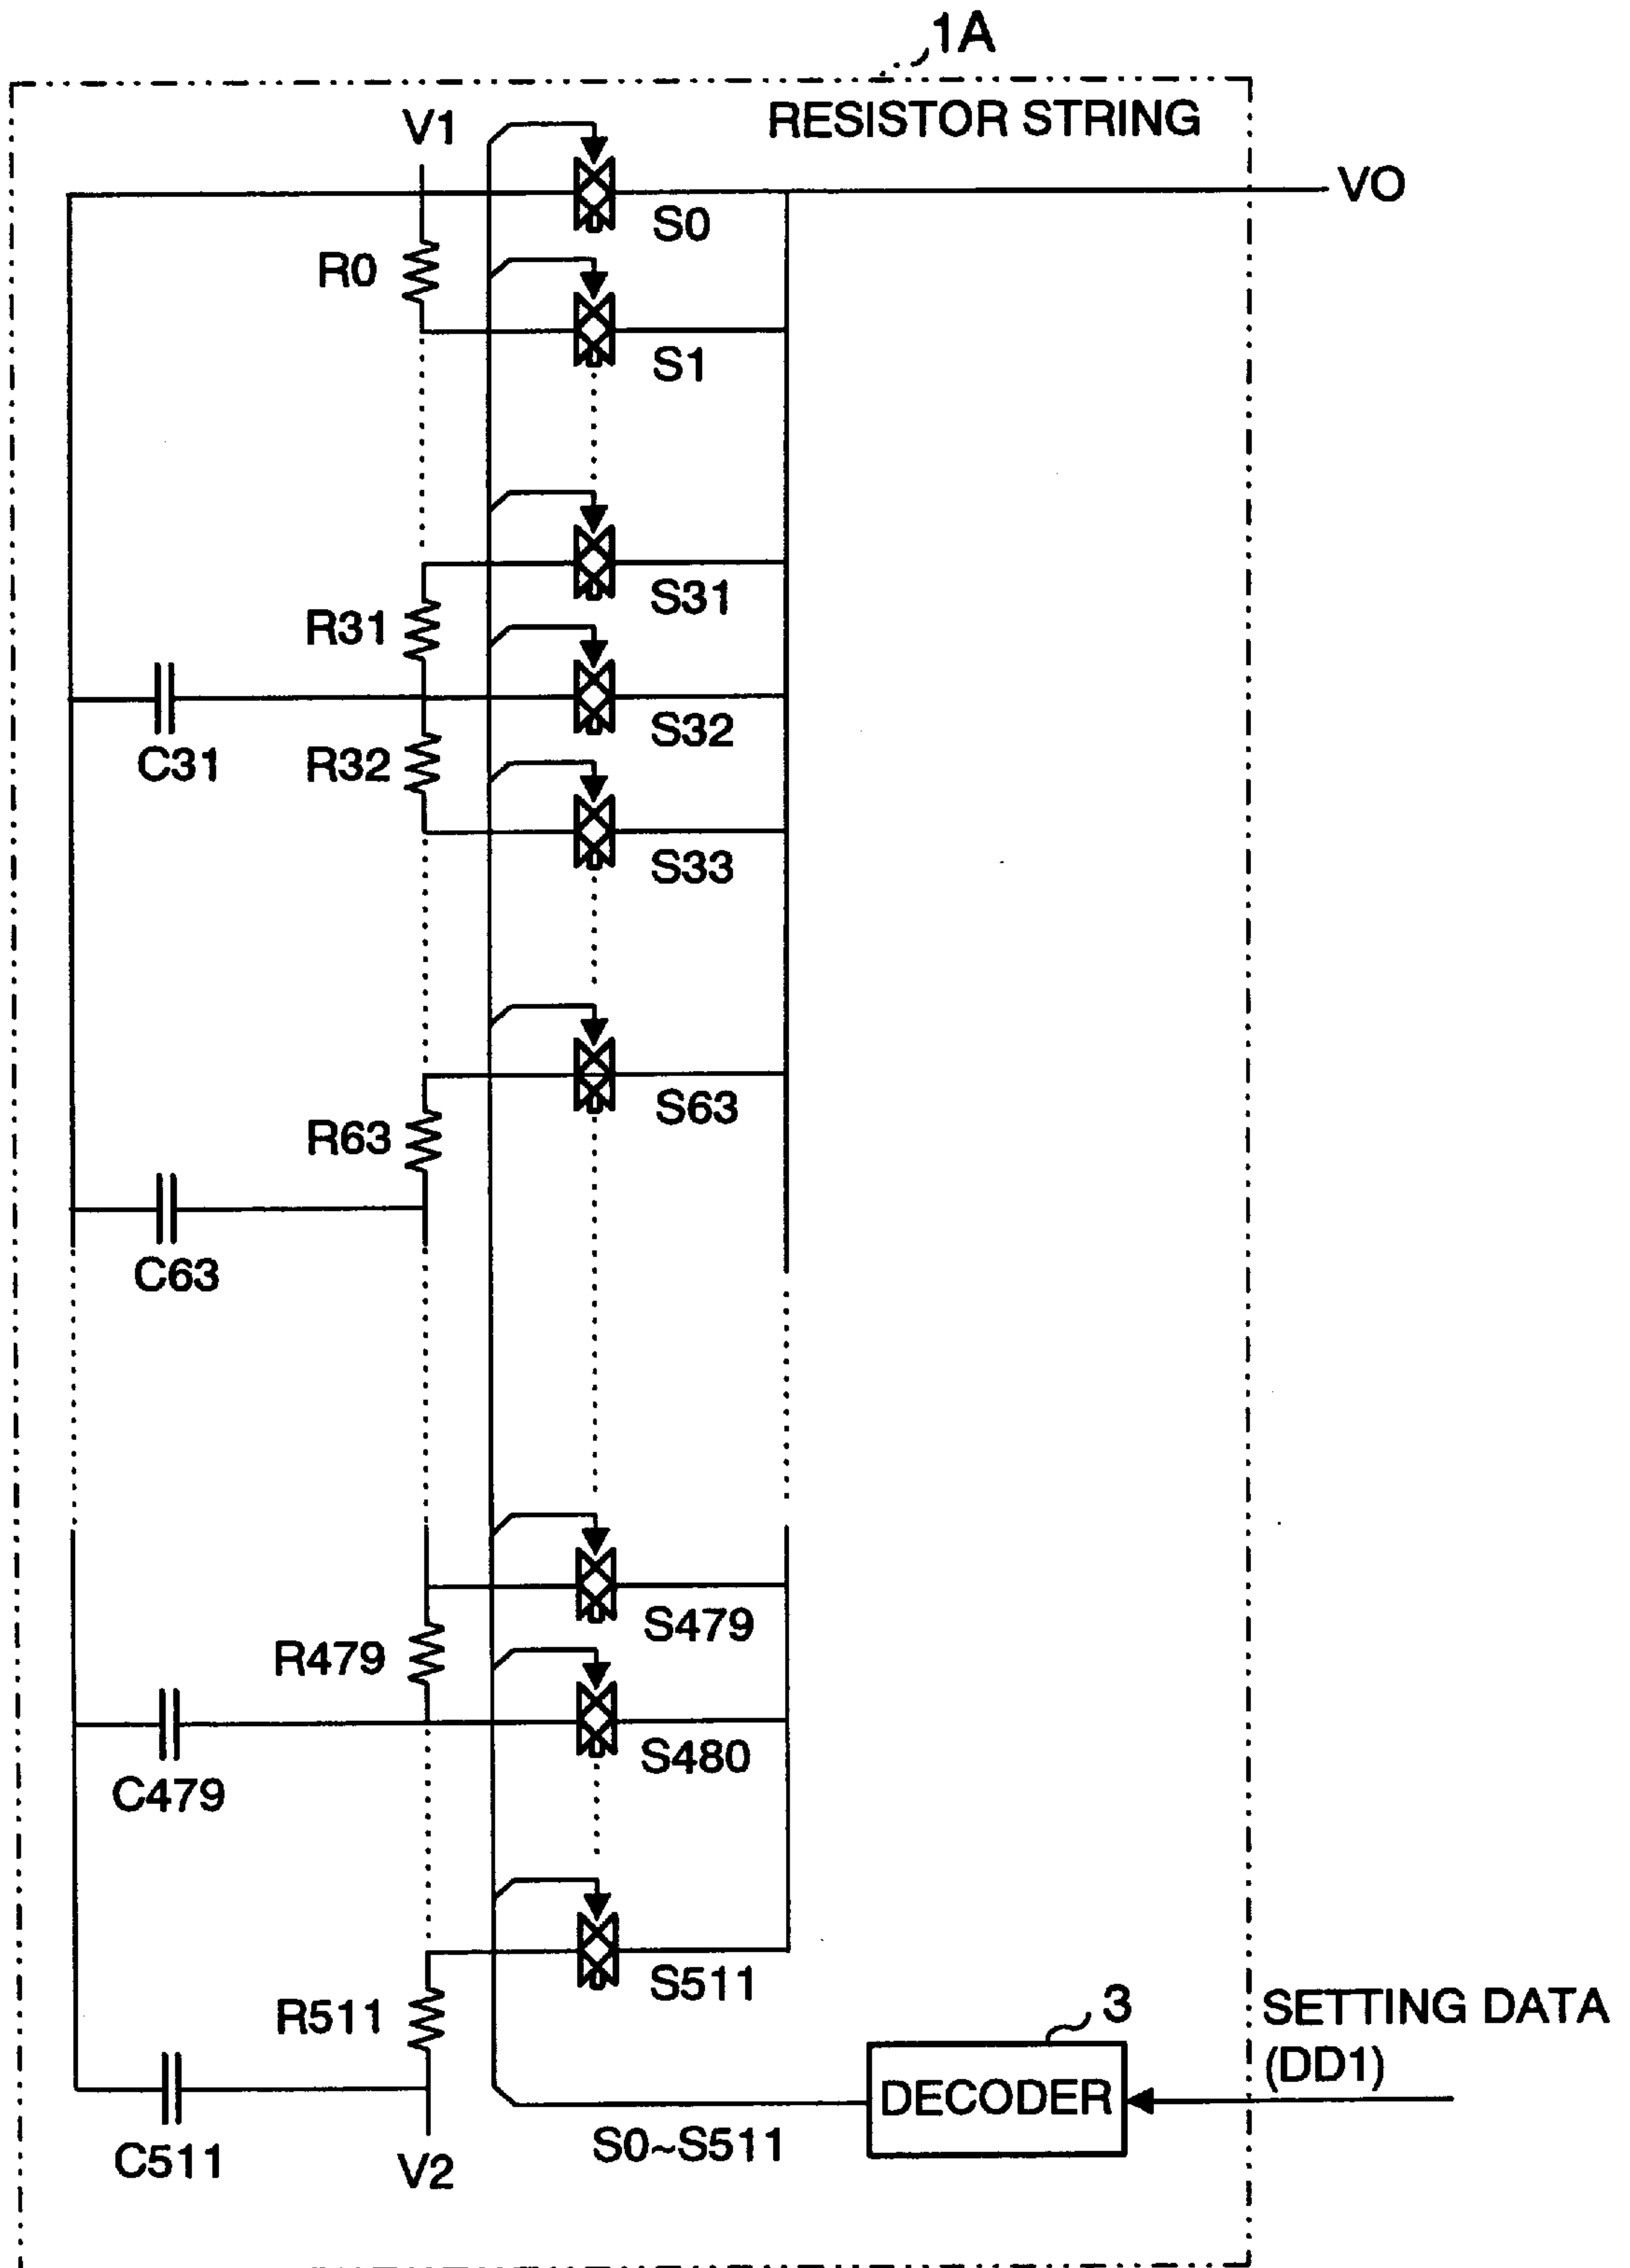 1A
RESISTOR STRING
V1
VO
S0
R0
S1
S31
R31
S32
C31
R32
S33
S63
R63
C63
S479
R479
S480
C479
S511
R511
3
SETTING DATA
(DD1)
DECODER
S0~S511
C511
V2